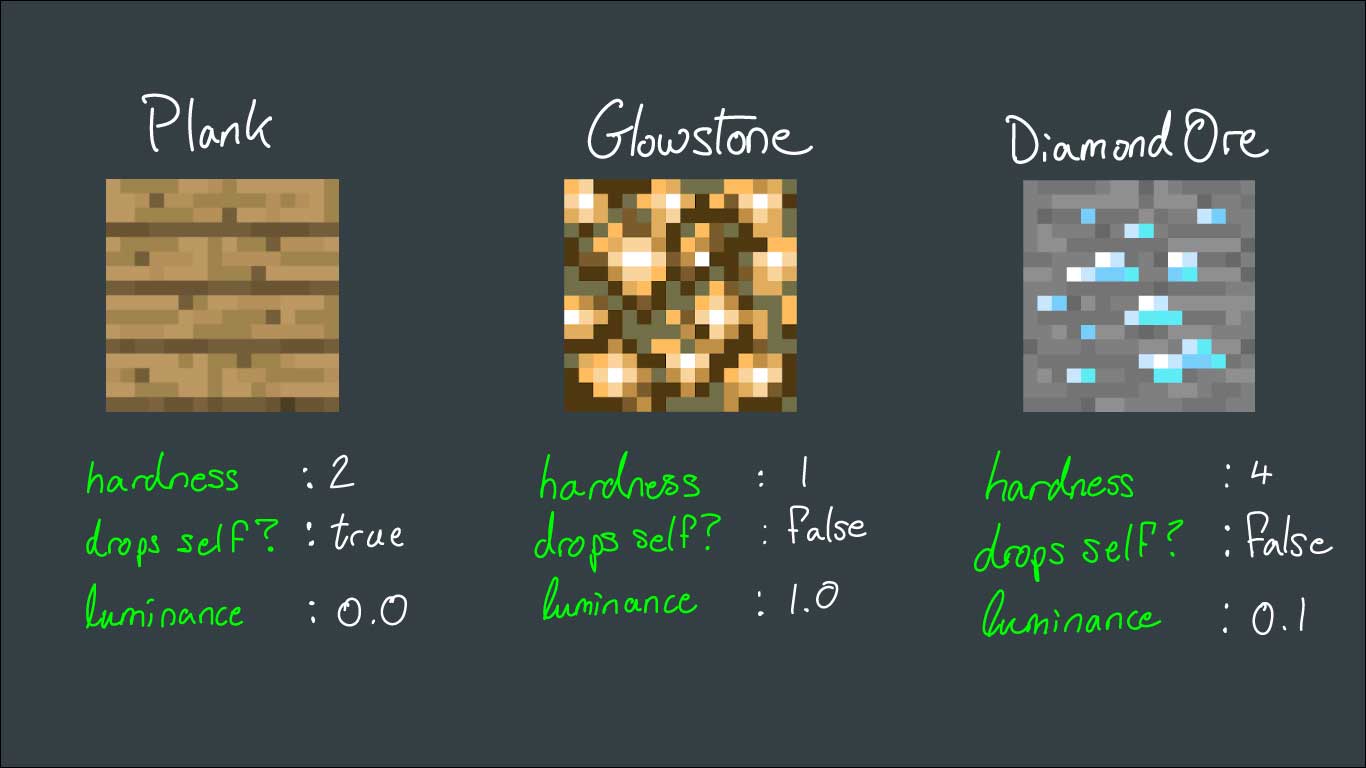 Plank
hardness : 2
drops self? : true
luminance : 0.0
Glowstone
hardness : 1
drops self? : false
luminance : 1.0
Diamond Ore
hardness : 4
drops self? : false
luminance : 0.1